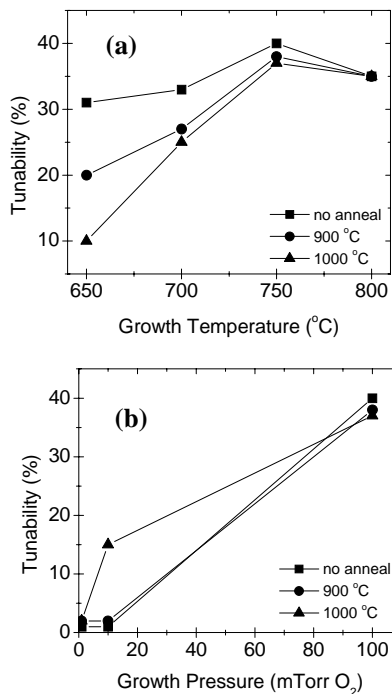 (a)
40
30
20
10
Tunability (%)
no anneal
900 °C
1000 °C
650 700 750 800
Growth Temperature (°C)
(b)
40
30
20
10
0
Tunability (%)
no anneal
900 °C
1000 °C
0 20 40 60 80 100
Growth Pressure (mTorr O₂)